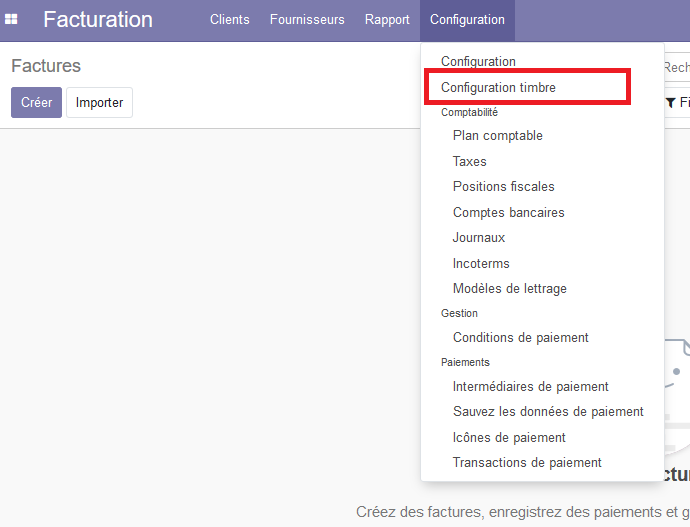 Facturation Clients Fournisseurs Rapport Configuration
Factures
Créer Importer
Configuration
Configuration timbre
Comptabilité
Plan comptable
Taxes
Positions fiscales
Comptes bancaires
Journaux
Incoterms
Modèles de lettrage
Gestion
Conditions de paiement
Paiements
Intermédiaires de paiement
Sauvez les données de paiement
Icônes de paiement
Transactions de paiement
Rech
Fi
ctur
Créez des factures, enregistrez des paiements et g